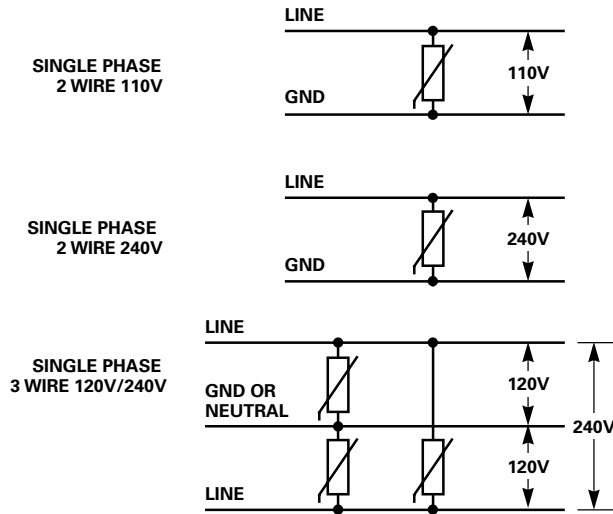 LINE
SINGLE PHASE
2 WIRE 110V
110V
GND
LINE
SINGLE PHASE
2 WIRE 240V
240V
GND
LINE
SINGLE PHASE
3 WIRE 120V/240V
GND OR
NEUTRAL
120V
240V
120V
LINE